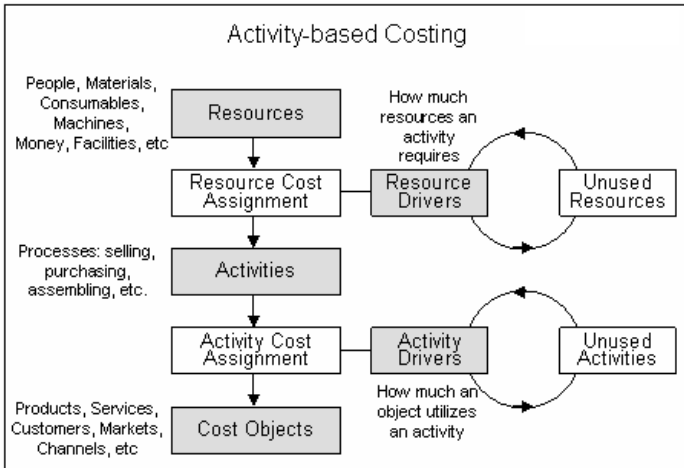 Activity-based Costing
People, Materials,
Consumables,
Machines,
Money, Facilities, etc
Resources
How much
resources an
activity
requires
Resource Cost
Assignment
Resource
Drivers
Unused
Resources
Processes: selling,
purchasing,
assembling, etc.
Activities
Activity Cost
Assignment
Activity
Drivers
Unused
Activities
How much an
object utilizes
an activity
Products, Services,
Customers, Markets,
Channels, etc
Cost Objects